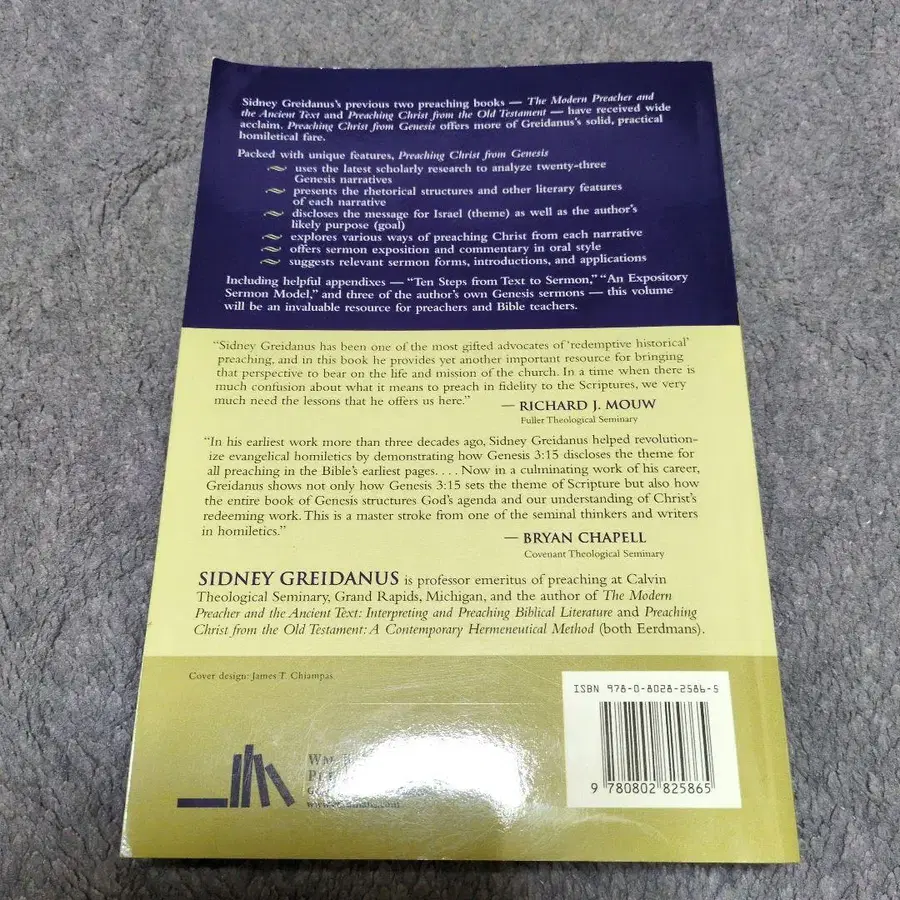 Sidney Greidanus's previous two preaching books — The Modern Preacher and
the Ancient Text and Preaching Christ from the Old Testament — have received wide
acclaim. Preaching Christ from Genesis offers more of Greidanus's solid, practical
homiletical fare.
Packed with unique features, Preaching Christ from Genesis
uses the latest scholarly research to analyze twenty-three
Genesis narratives
presents the rhetorical structures and other literary features
of each narrative
discloses the message for Israel (theme) as well as the author's
likely purpose (goal)
explores various ways of preaching Christ from each narrative
offers sermon exposition and commentary in oral style
suggests relevant sermon forms, introductions, and applications
Including helpful appendixes — "Ten Steps from Text to Sermon," "An Expository
Sermon Model," and three of the author's own Genesis sermons — this volume
will be an invaluable resource for preachers and Bible teachers.
"Sidney Greidanus has been one of the most gifted advocates of 'redemptive historical'
preaching, and in this book he provides yet another important resource for bringing
that perspective to bear on the life and mission of the church. In a time when there is
much confusion about what it means to preach in fidelity to the Scriptures, we very
much need the lessons that he offers us here."
— RICHARD J. MOUW
Fuller Theological Seminary
"In his earliest work more than three decades ago, Sidney Greidanus helped revolution-
ize evangelical homiletics by demonstrating how Genesis 3:15 discloses the theme for
all preaching in the Bible's earliest pages. . . . Now in a culminating work of his career,
Greidanus shows not only how Genesis 3:15 sets the theme of Scripture but also how
the entire book of Genesis structures God's agenda and our understanding of Christ's
redeeming work. This is a master stroke from one of the seminal thinkers and writers
in homiletics."
— BRYAN CHAPELL
Covenant Theological Seminary
SIDNEY GREIDANUS is professor emeritus of preaching at Calvin
Theological Seminary, Grand Rapids, Michigan, and the author of The Modern
Preacher and the Ancient Text: Interpreting and Preaching Biblical Literature and Preaching
Christ from the Old Testament: A Contemporary Hermeneutical Method (both Eerdmans).
Cover design: James T. Chiampas
ISBN 978-0-8028-2586-5
9 780802 825865